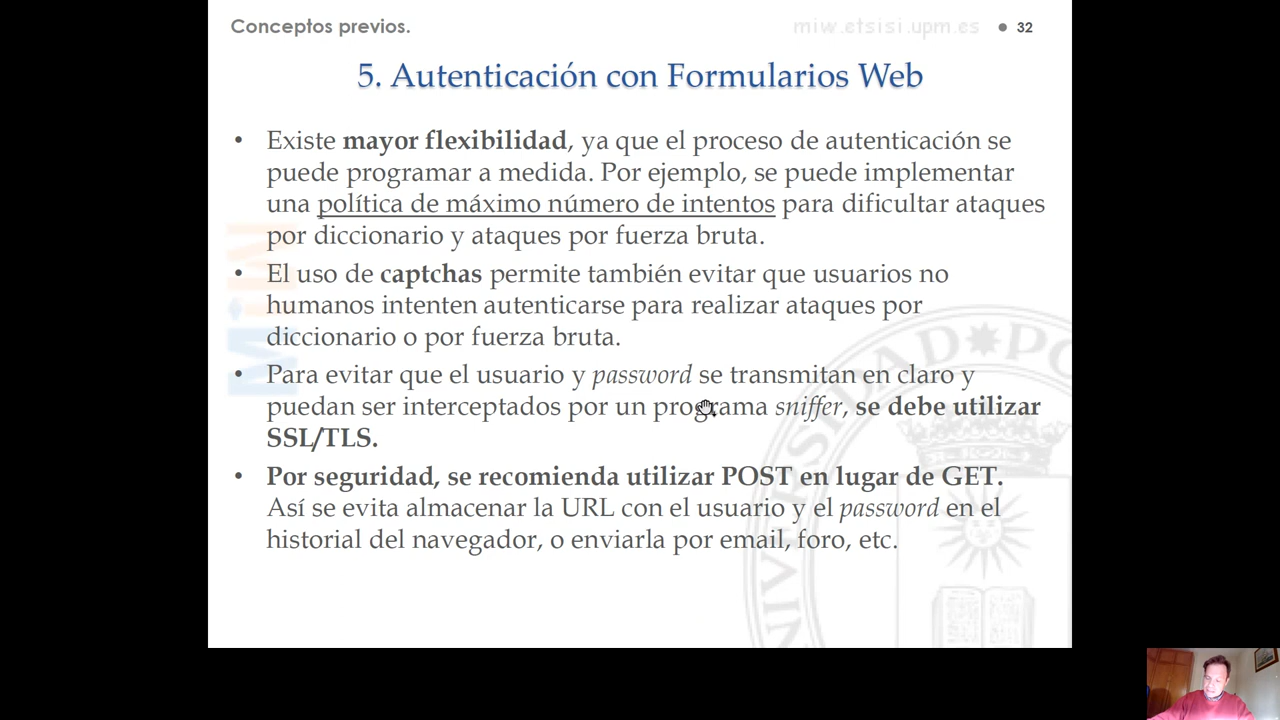 Conceptos previos.
miw.etsisi.upm.es
● 32
5. Autenticación con Formularios Web
• Existe mayor flexibilidad, ya que el proceso de autenticación se
puede programar a medida. Por ejemplo, se puede implementar
una política de máximo número de intentos para dificultar ataques
por diccionario y ataques por fuerza bruta.
• El uso de captchas permite también evitar que usuarios no
humanos intenten autenticarse para realizar ataques por
diccionario o por fuerza bruta.
• Para evitar que el usuario y password se transmitan en claro y
puedan ser interceptados por un programa sniffer, se debe utilizar
SSL/TLS.
• Por seguridad, se recomienda utilizar POST en lugar de GET.
Así se evita almacenar la URL con el usuario y el password en el
historial del navegador, o enviarla por email, foro, etc.
MiW
UNIVERSIDAD PO